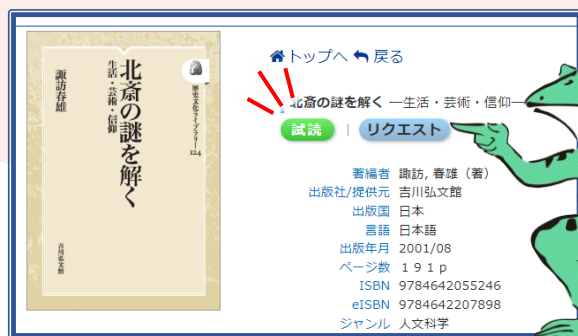 北斎の謎を解く
生活・芸術・信仰
諏訪春雄
歴史文化ライブラリー
124
吉川弘文館
トップへ 戻る
北斎の謎を解く ―生活・芸術・信仰―
試読 | リクエスト
著編者 諏訪, 春雄（著）
出版社/提供元 吉川弘文館
出版国 日本
言語 日本語
出版年月 2001/08
ページ数 １９１ｐ
ISBN 9784642055246
eISBN 9784642207898
ジャンル 人文科学